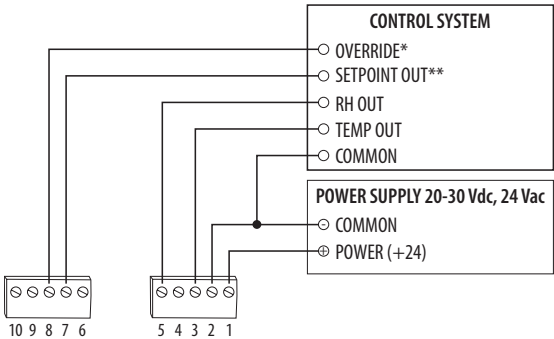 CONTROL SYSTEM
OVERRIDE*
SETPOINT OUT**
RH OUT
TEMP OUT
COMMON
POWER SUPPLY 20-30 Vdc, 24 Vac
COMMON
POWER (+24)
10 9 8 7 6
5 4 3 2 1